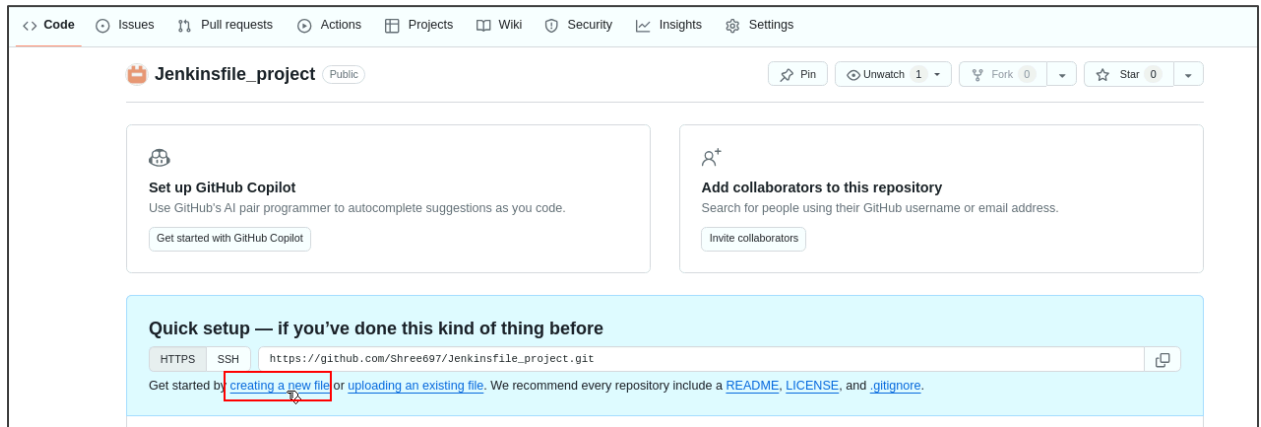 Code Issues Pull requests Actions Projects Wiki Security Insights Settings
Jenkinsfile_project Public Pin Unwatch 1 Fork 0 Star 0
Set up GitHub Copilot
Use GitHub's AI pair programmer to autocomplete suggestions as you code.
Get started with GitHub Copilot
Add collaborators to this repository
Search for people using their GitHub username or email address.
Invite collaborators
Quick setup — if you’ve done this kind of thing before
HTTPS SSH https://github.com/Shree697/Jenkinsfile_project.git
Get started by creating a new file or uploading an existing file. We recommend every repository include a README, LICENSE, and .gitignore.